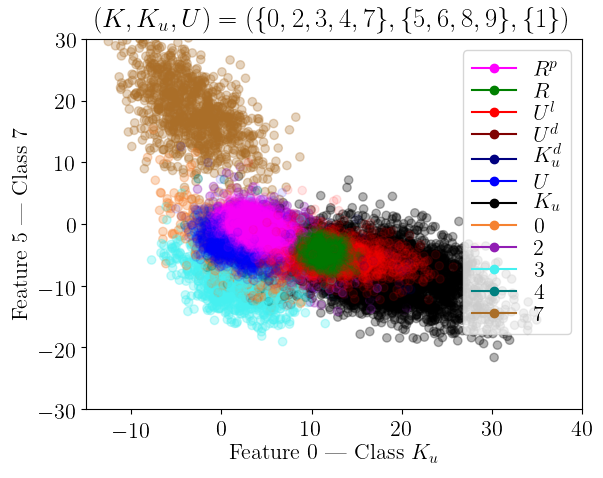 (K, K_u, U) = ({0, 2, 3, 4, 7}, {5, 6, 8, 9}, {1})
30
20
10
0
−10
−20
−30
−10
0
10
20
30
40
Feature 5 — Class 7
Feature 0 — Class K_u
R^p
R
U^l
U^d
K_u^d
U
K_u
0
2
3
4
7